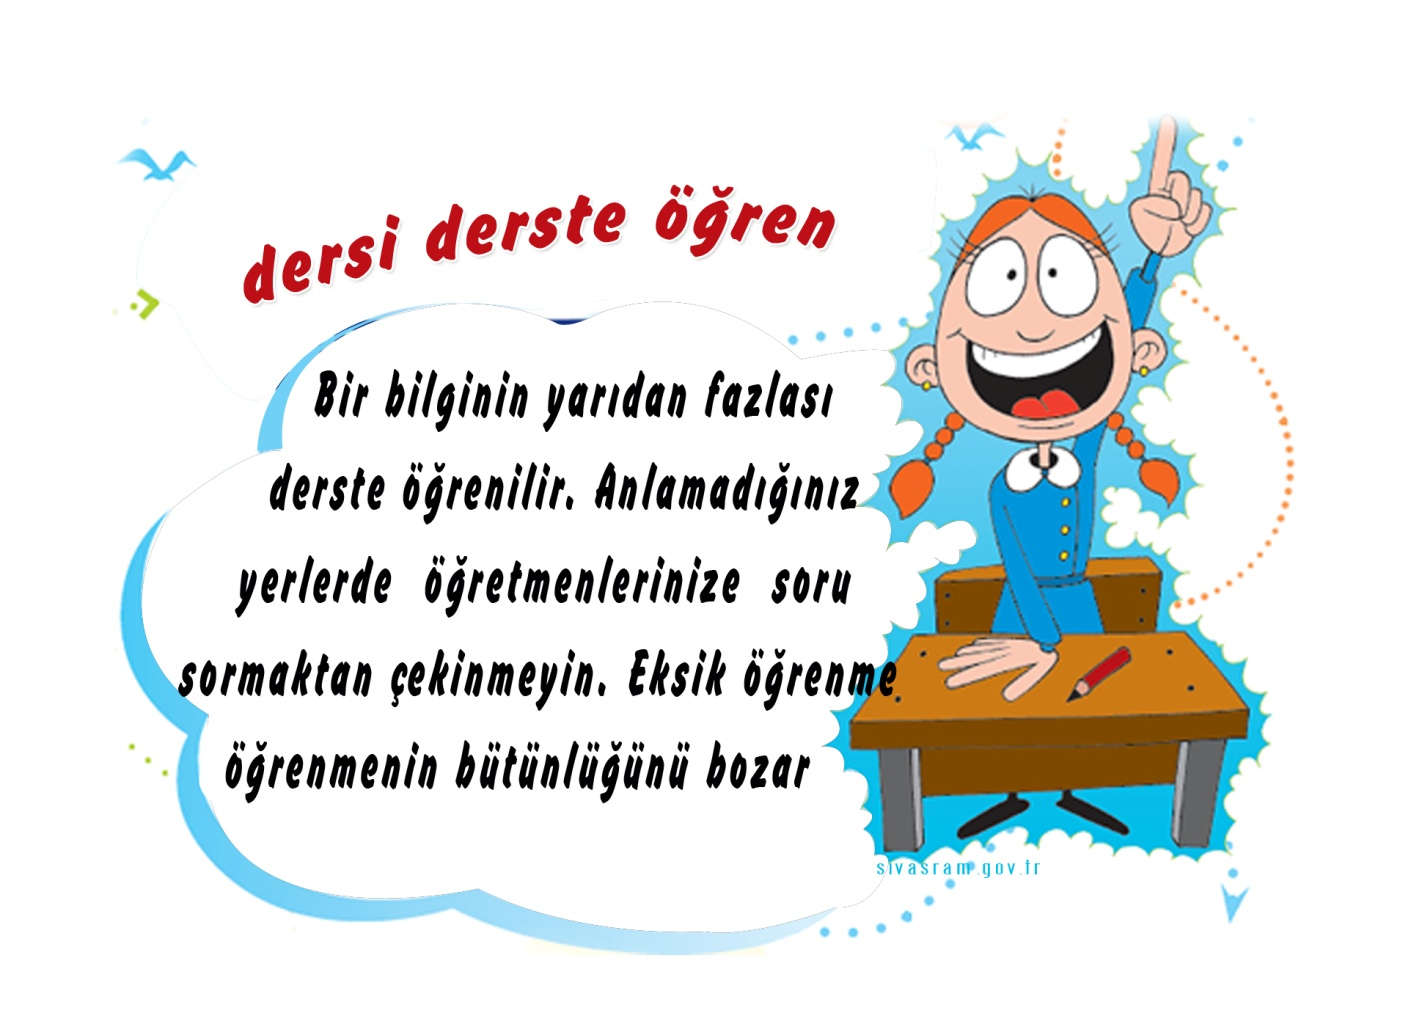 dersi derste öğren
Bir bilginin yarıdan fazlası
derste öğrenilir. Anlamadığınız
yerlerde öğretmenlerinize soru
sormaktan çekinmeyin. Eksik öğrenme
öğrenmenin bütünlüğünü bozar
sivasram.gov.tr